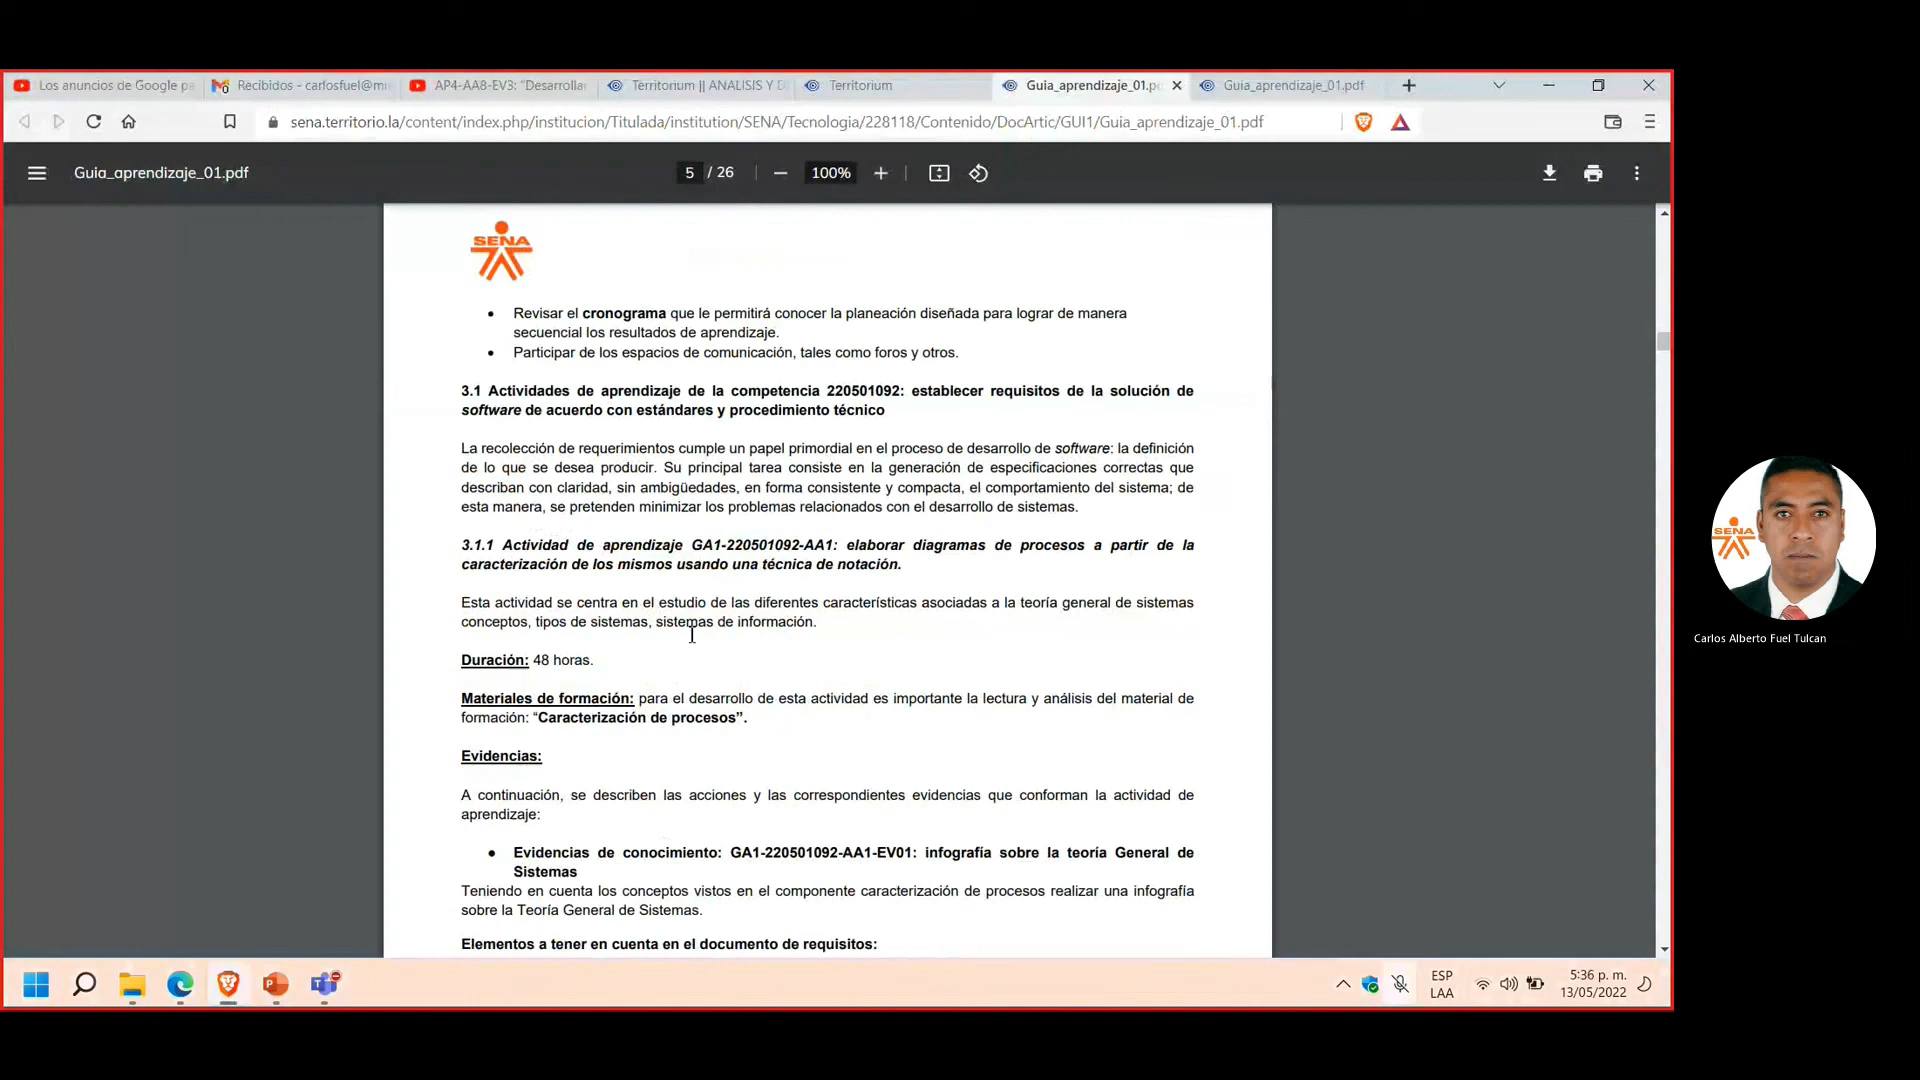 Los anuncios de Google pa
Recibidos - carlosfuel@mi
AP4-AA8-EV3: "Desarrollar
Territorium || ANALISIS Y D
Territorium
Guia_aprendizaje_01.p
Guia_aprendizaje_01.pdf
sena.territorio.la/content/index.php/institucion/Titulada/institution/SENA/Tecnologia/228118/Contenido/DocArtic/GUI1/Guia_aprendizaje_01.pdf
Guia_aprendizaje_01.pdf
5 / 26
100%
SENA
• Revisar el cronograma que le permitirá conocer la planeación diseñada para lograr de manera
secuencial los resultados de aprendizaje.
• Participar de los espacios de comunicación, tales como foros y otros.
3.1 Actividades de aprendizaje de la competencia 220501092: establecer requisitos de la solución de
software de acuerdo con estándares y procedimiento técnico
La recolección de requerimientos cumple un papel primordial en el proceso de desarrollo de software: la definición
de lo que se desea producir. Su principal tarea consiste en la generación de especificaciones correctas que
describan con claridad, sin ambigüedades, en forma consistente y compacta, el comportamiento del sistema; de
esta manera, se pretenden minimizar los problemas relacionados con el desarrollo de sistemas.
3.1.1 Actividad de aprendizaje GA1-220501092-AA1: elaborar diagramas de procesos a partir de la
caracterización de los mismos usando una técnica de notación.
Esta actividad se centra en el estudio de las diferentes características asociadas a la teoría general de sistemas
conceptos, tipos de sistemas, sistemas de información.
Duración: 48 horas.
Materiales de formación: para el desarrollo de esta actividad es importante la lectura y análisis del material de
formación: “Caracterización de procesos”.
Evidencias:
A continuación, se describen las acciones y las correspondientes evidencias que conforman la actividad de
aprendizaje:
• Evidencias de conocimiento: GA1-220501092-AA1-EV01: infografía sobre la teoría General de
Sistemas
Teniendo en cuenta los conceptos vistos en el componente caracterización de procesos realizar una infografía
sobre la Teoría General de Sistemas.
Elementos a tener en cuenta en el documento de requisitos:
SENA
Carlos Alberto Fuel Tulcan
ESP
LAA
5:36 p. m.
13/05/2022